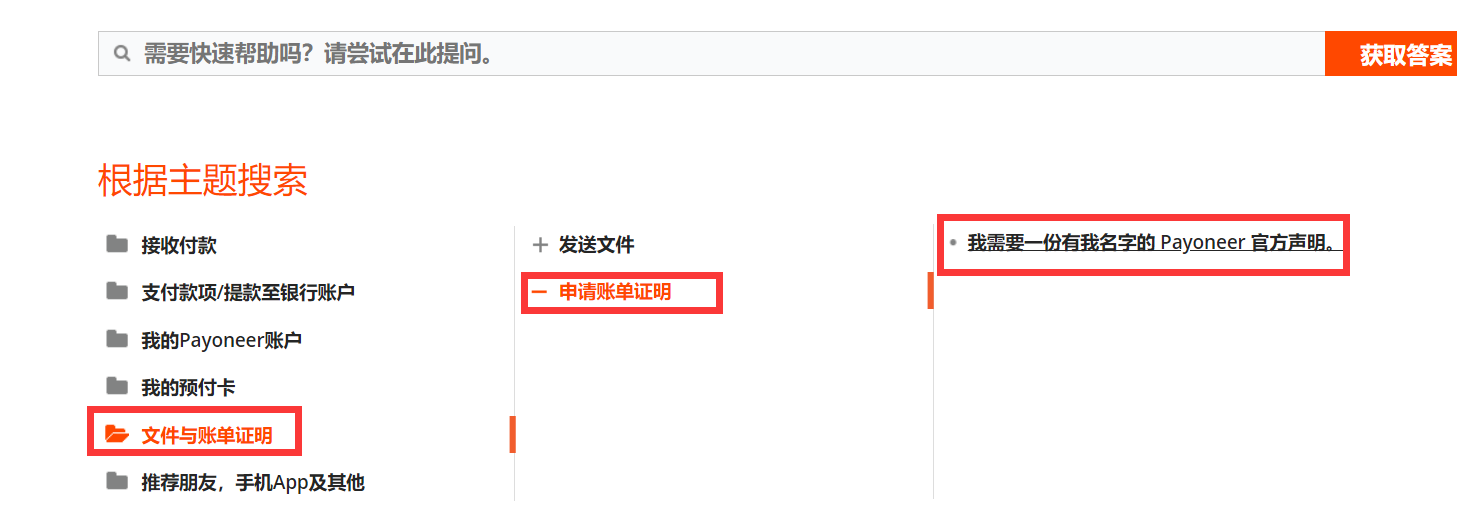 需要快速帮助吗？请尝试在此提问。
获取答案
根据主题搜索
接收付款
支付款项/提款至银行账户
我的Payoneer账户
我的预付卡
文件与账单证明
推荐朋友，手机App及其他
发送文件
申请账单证明
我需要一份有我名字的 Payoneer 官方声明。